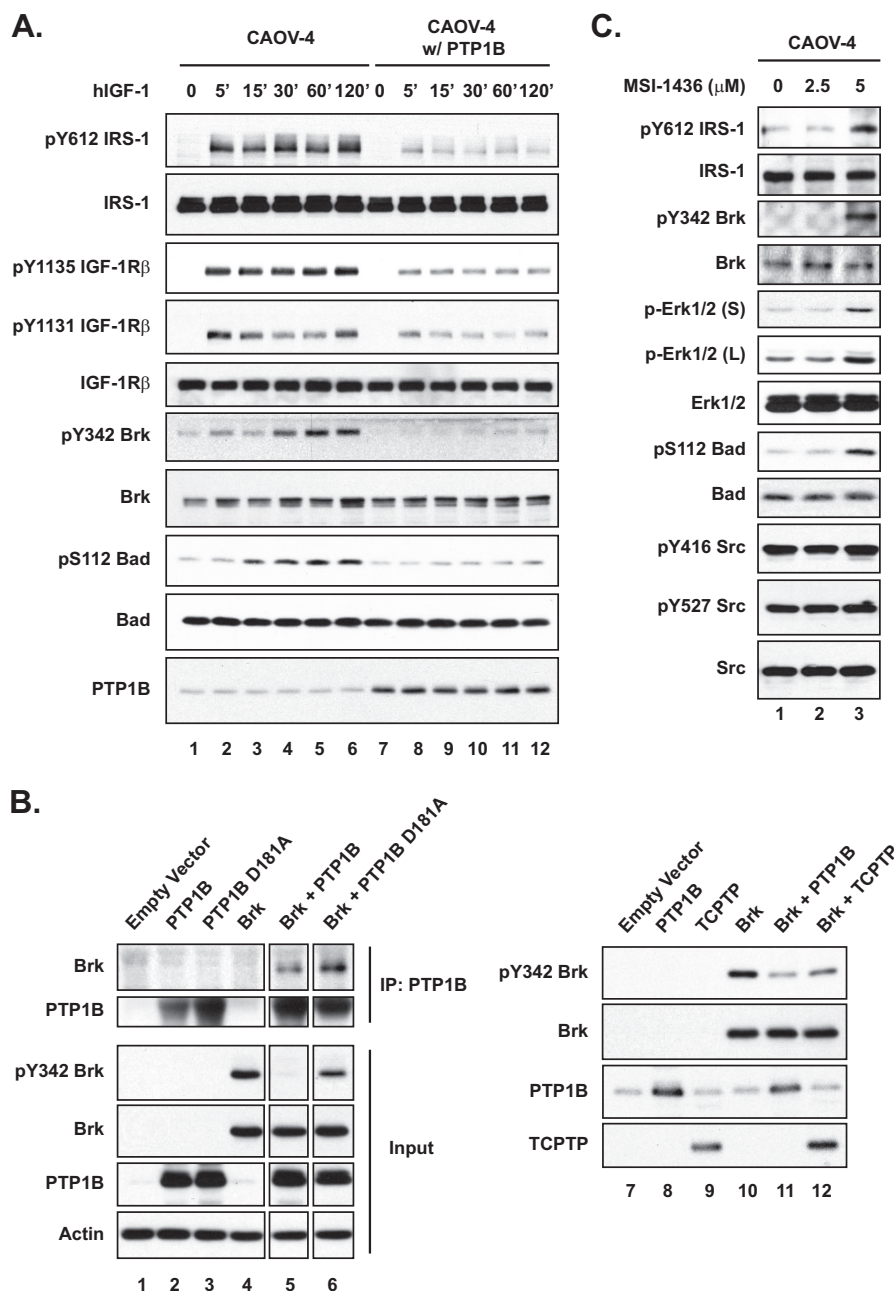 A.
CAOV-4
CAOV-4
w/ PTP1B
hIGF-1 0 5' 15' 30' 60' 120' 0 5' 15' 30' 60' 120'
pY612 IRS-1
IRS-1
pY1135 IGF-1Rβ
pY1131 IGF-1Rβ
IGF-1Rβ
pY342 Brk
Brk
pS112 Bad
Bad
PTP1B
1 2 3 4 5 6 7 8 9 10 11 12
C.
CAOV-4
MSI-1436 (μM) 0 2.5 5
pY612 IRS-1
IRS-1
pY342 Brk
Brk
p-Erk1/2 (S)
p-Erk1/2 (L)
Erk1/2
pS112 Bad
Bad
pY416 Src
pY527 Src
Src
1 2 3
B.
Empty Vector
PTP1B
PTP1B D181A
Brk
Brk + PTP1B
Brk + PTP1B D181A
Brk
PTP1B
IP: PTP1B
pY342 Brk
Brk
PTP1B
Actin
Input
1 2 3 4 5 6
Empty Vector
PTP1B
TCPTP
Brk
Brk + PTP1B
Brk + TCPTP
pY342 Brk
Brk
PTP1B
TCPTP
7 8 9 10 11 12